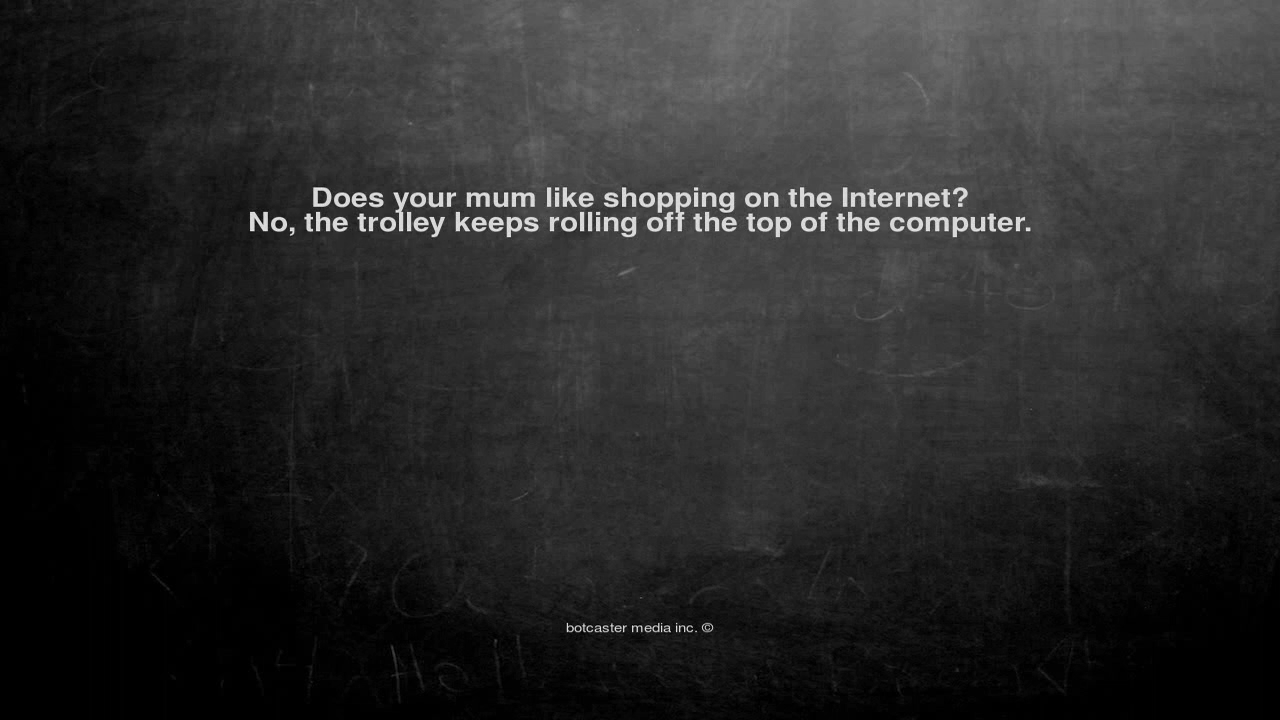 Does your mum like shopping on the Internet?
No, the trolley keeps rolling off the top of the computer.
botcaster media inc. ©